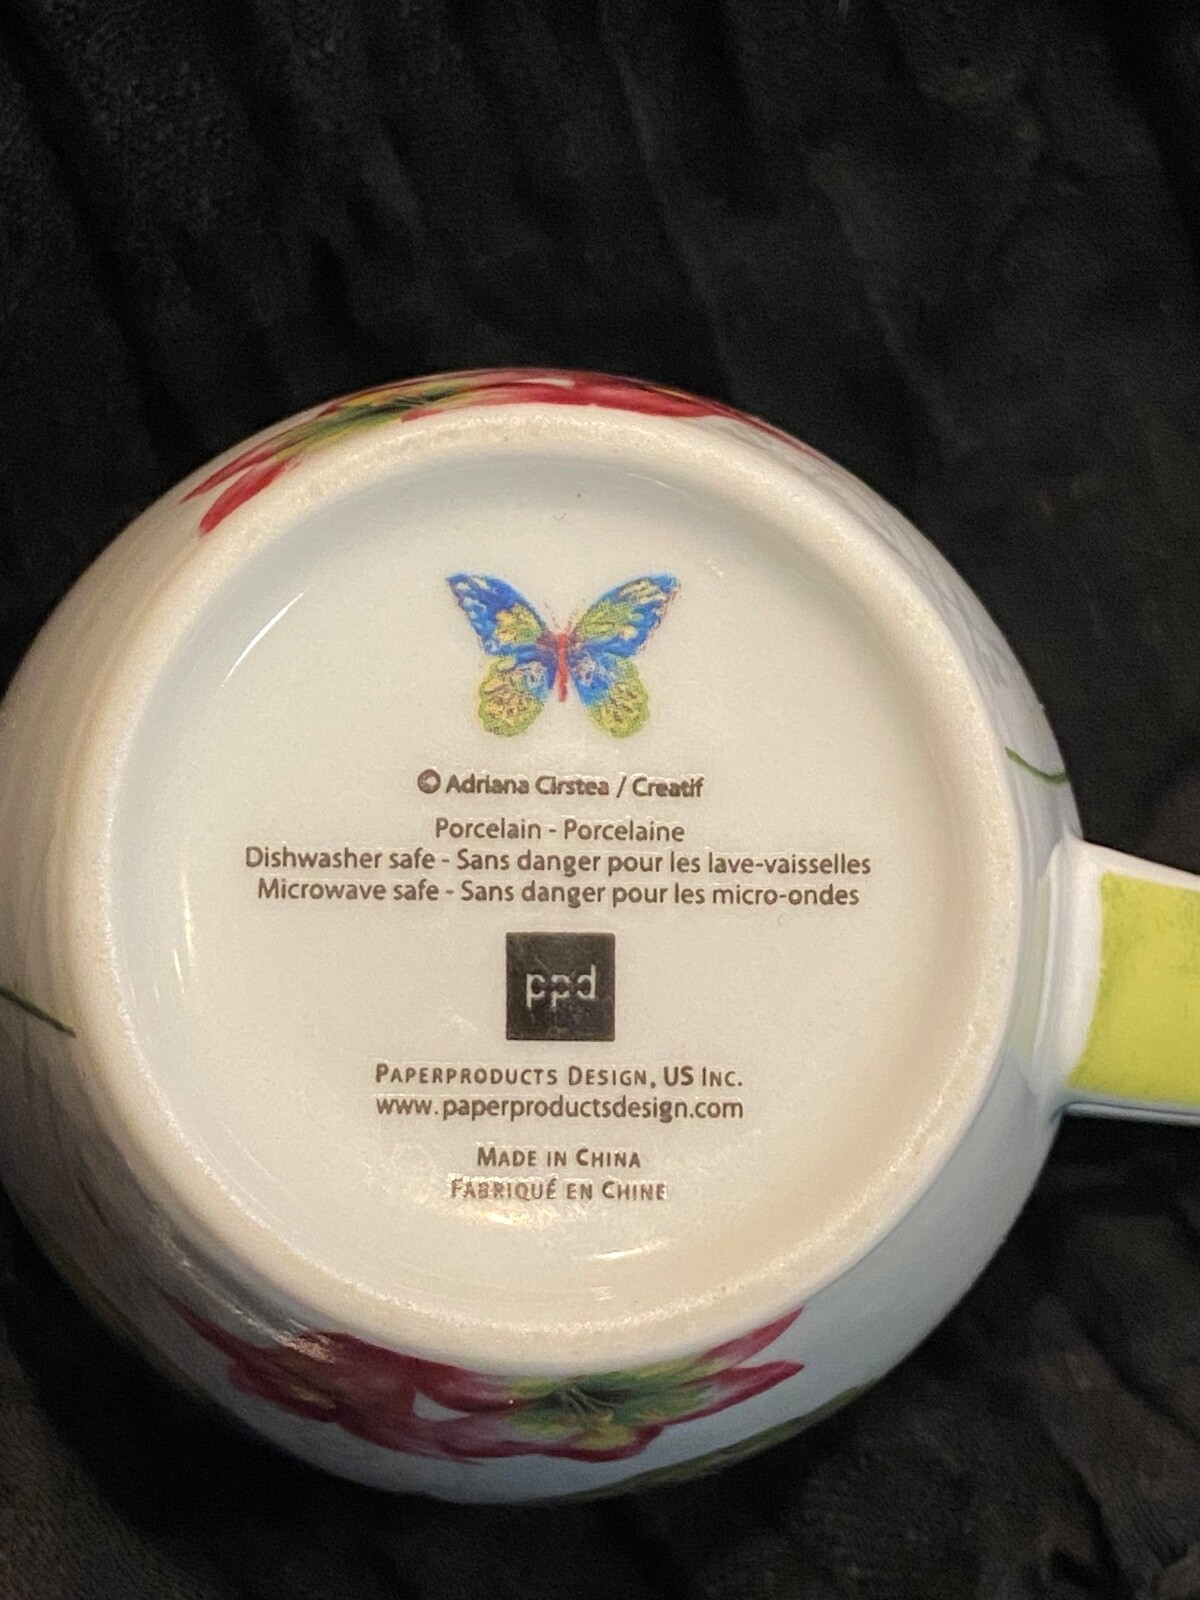 © Adriana Cirstea / Creatif
Porcelain - Porcelaine
Dishwasher safe - Sans danger pour les lave-vaisselles
Microwave safe - Sans danger pour les micro-ondes
ppd
PAPERPRODUCTS DESIGN, US INC.
www.paperproductsdesign.com
MADE IN CHINA
FABRIQUÉ EN CHINE